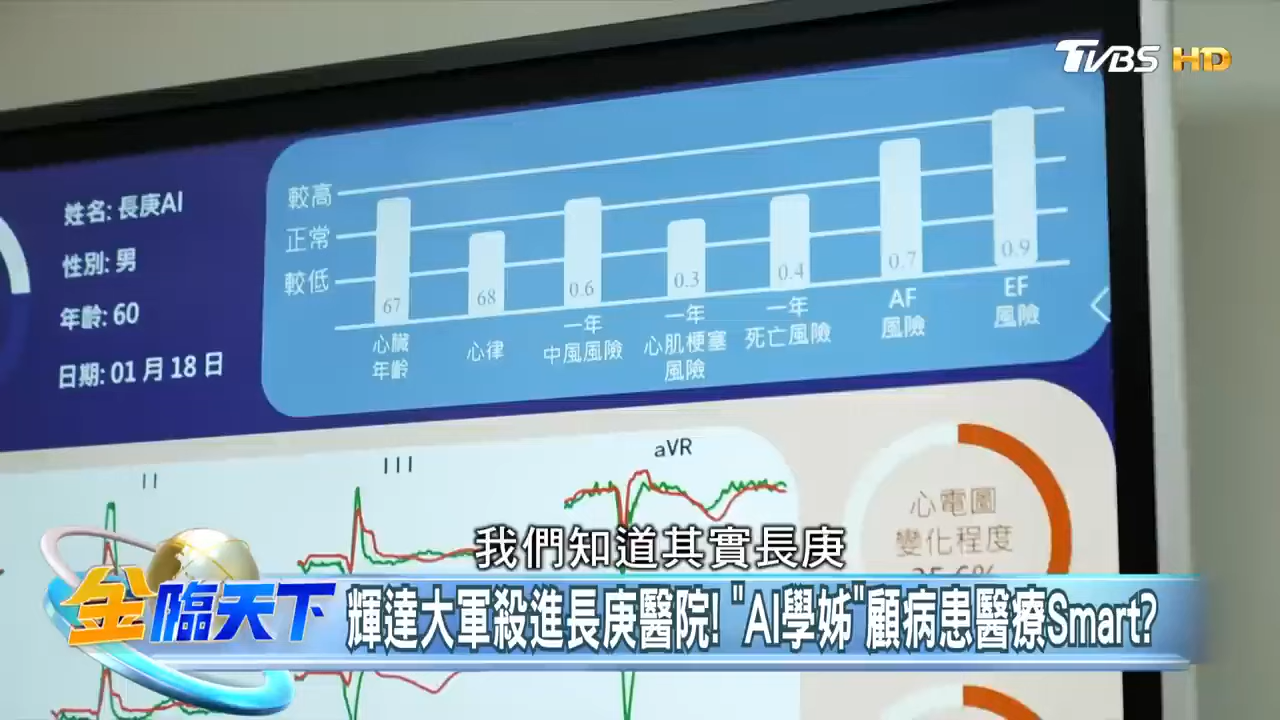 TVBS HD
姓名: 長庚AI
性別: 男
年齡: 60
日期: 01 月 18 日
較高
正常
較低
67
68
0.6
0.3
0.4
0.7
0.9
心臟
年齡
心律
一年
中風風險
一年
心肌梗塞
風險
一年
死亡風險
AF
風險
EF
風險
II
III
aVR
心電圖
變化程度
我們知道其實長庚
金臨天下
輝達大軍殺進長庚醫院! "AI學姊"顧病患醫療Smart?